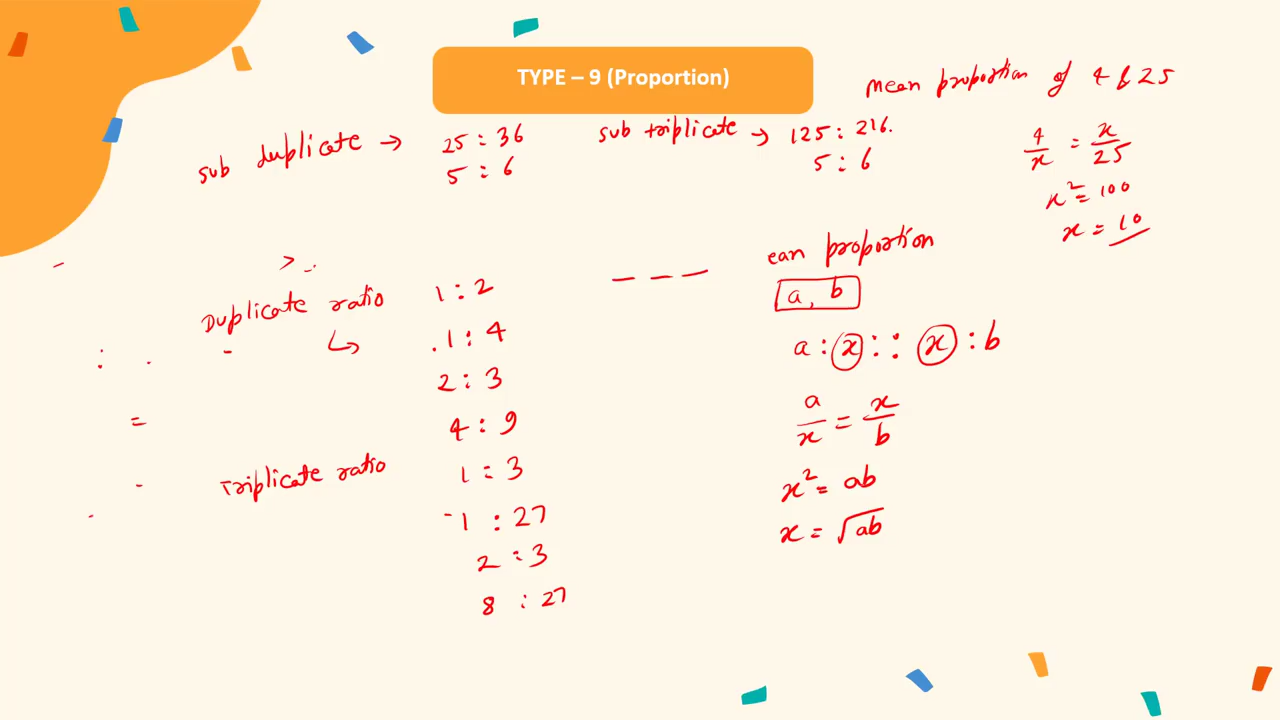 TYPE – 9 (Proportion)
mean proportion of 4 & 25
4/x = x/25
x² = 100
x = 10
sub duplicate → 25 : 36
5 : 6
sub triplicate → 125 : 216.
5 : 6
Duplicate ratio 1 : 2
↳ 1 : 4
2 : 3
4 : 9
Triplicate ratio 1 : 3
1 : 27
2 : 3
8 : 27
ean proportion
a, b
a : x :: x : b
a/x = x/b
x² = ab
x = √ab